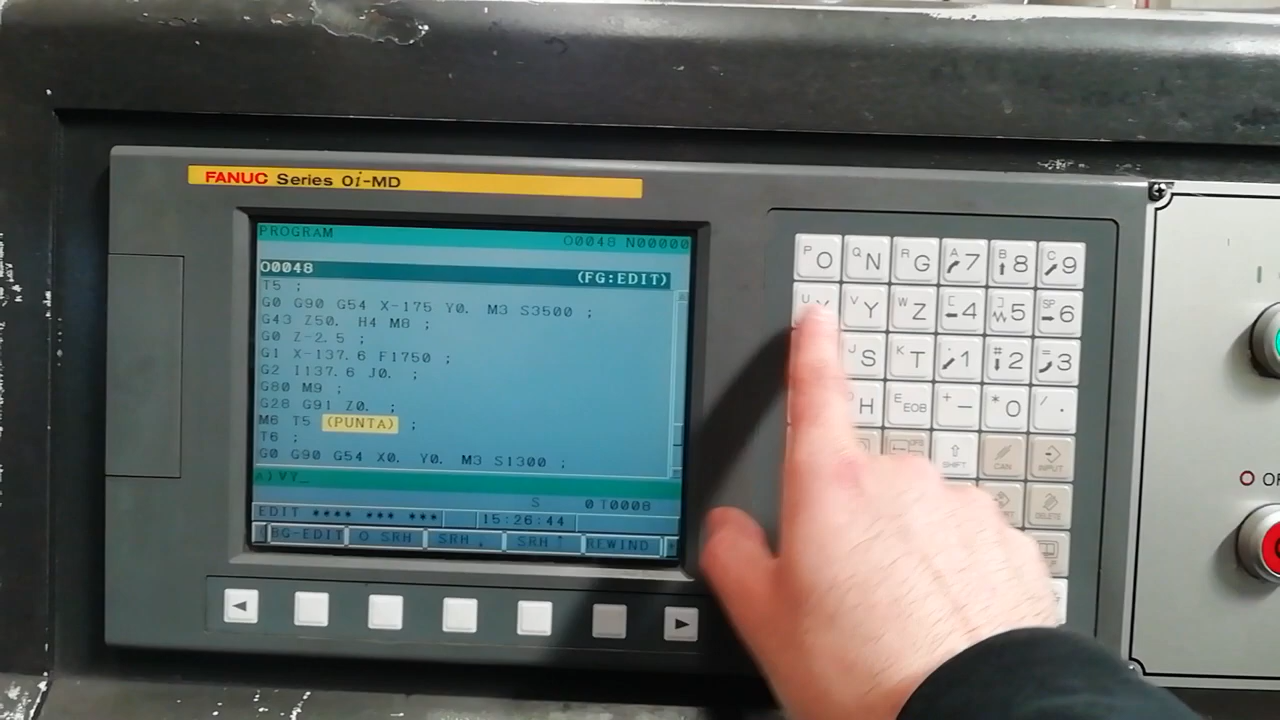 FANUC Series 0i-MD
PROGRAM O0048 N00000
O0048 (FG:EDIT)
T5 ;
G0 G90 G54 X-175 Y0. M3 S3500 ;
G43 Z50. H4 M8 ;
G0 Z-2.5 ;
G1 X-137.6 F1750 ;
G2 I137.6 J0. ;
G80 M9 ;
G28 G91 Z0. ;
M6 T5 (PUNTA) ;
T6 ;
G0 G90 G54 X0. Y0. M3 S1300 ;
S 0 T0008
EDIT **** *** ***
15:26:44
BG-EDIT O SRH SRH↓ SRH↑ REWIND
P O Q N R G A 7 B 8 C 9
U V Y W Z [ 4 ] 5 SP 6
J S K T 1 # 2 = 3
H E EOB + - * 0 / .
SHIFT CAN INPUT
DELETE